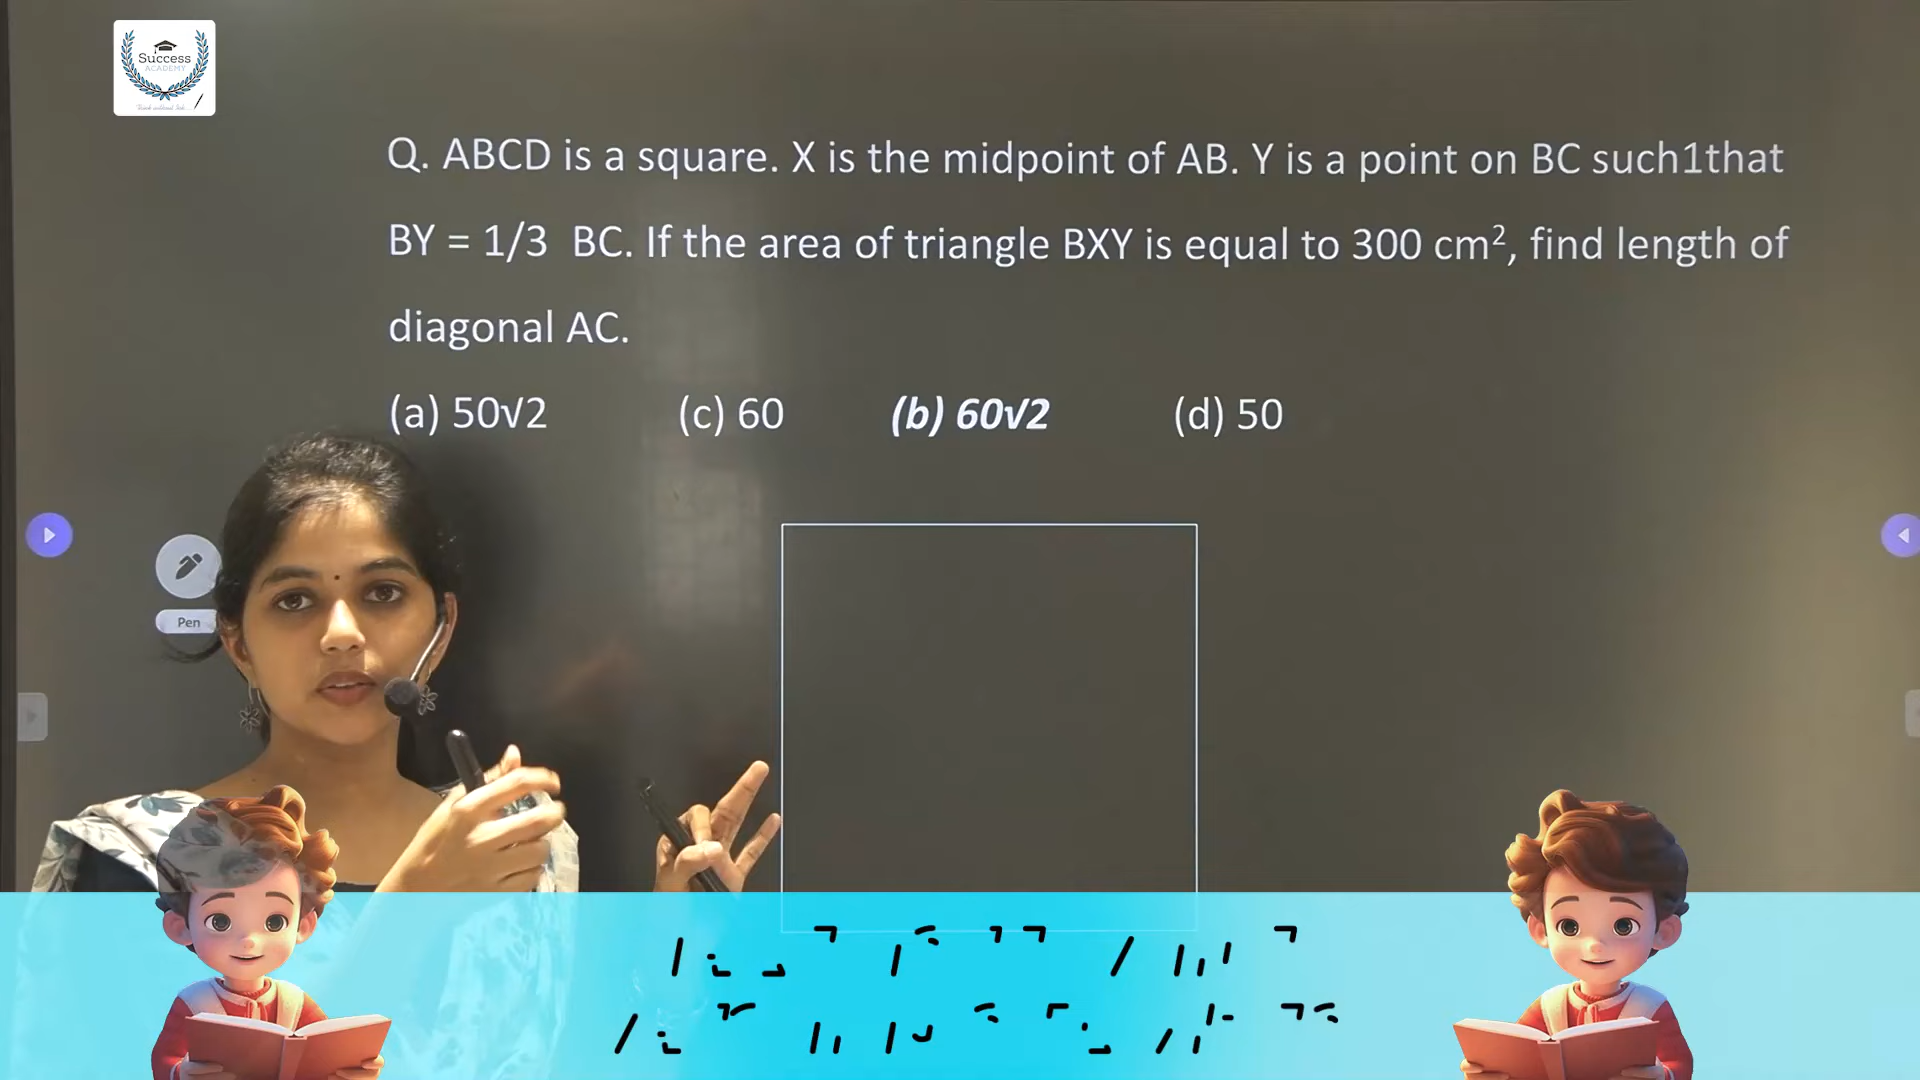 Success
ACADEMY
Q. ABCD is a square. X is the midpoint of AB. Y is a point on BC such1that
BY = 1/3 BC. If the area of triangle BXY is equal to 300 cm², find length of
diagonal AC.
(a) 50√2 (c) 60 (b) 60√2 (d) 50
Pen